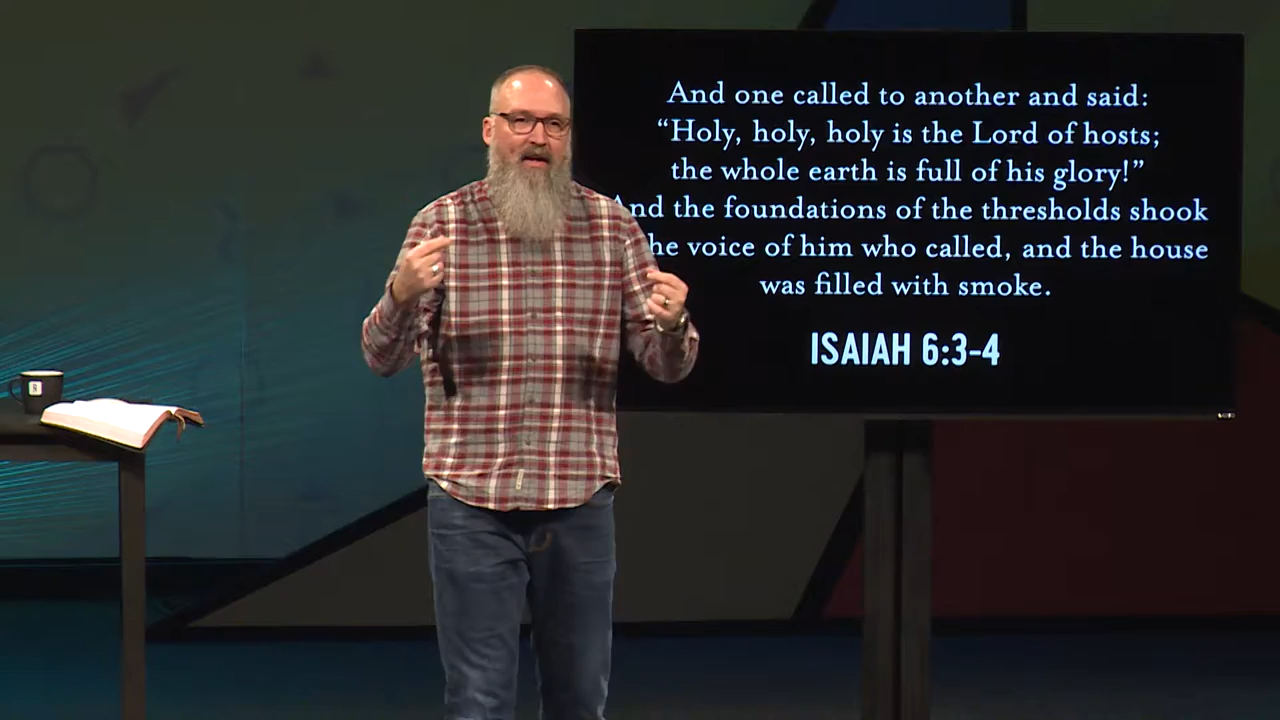 And one called to another and said:
“Holy, holy, holy is the Lord of hosts;
the whole earth is full of his glory!”
And the foundations of the thresholds shook
he voice of him who called, and the house
was filled with smoke.
ISAIAH 6:3-4